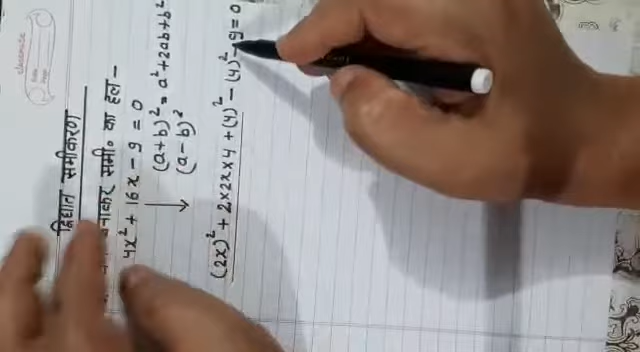 द्विघात समीकरण
बनाकर समी० का हल -
4x² + 16x - 9 = 0
(a+b)² = a² + 2ab + b²
→ (a-b)²
(2x)² + 2×2x×4 + (4)² - (4)² - 9 = 0